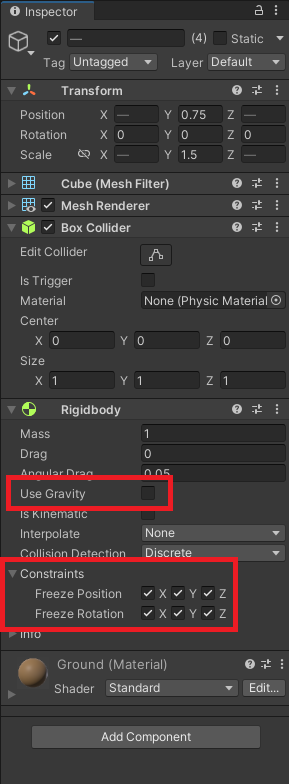 Inspector
— (4) Static
Tag Untagged Layer Default
Transform
Position X — Y 0.75 Z —
Rotation X 0 Y 0 Z 0
Scale X — Y 1.5 Z —
Cube (Mesh Filter)
Mesh Renderer
Box Collider
Edit Collider
Is Trigger
Material None (Physic Material
Center
X 0 Y 0 Z 0
Size
X 1 Y 1 Z 1
Rigidbody
Mass 1
Drag 0
Angular Drag 0.05
Use Gravity
Is Kinematic
Interpolate None
Collision Detection Discrete
Constraints
Freeze Position X Y Z
Freeze Rotation X Y Z
Info
Ground (Material)
Shader Standard Edit...
Add Component